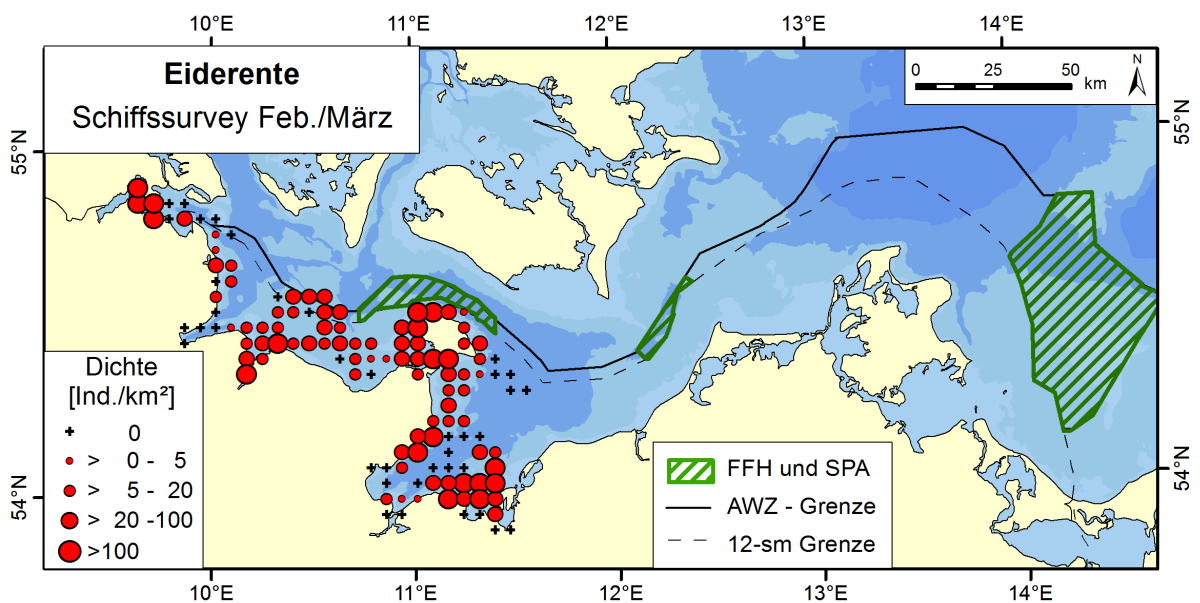 10°E 11°E 12°E 13°E 14°E
Eiderente
Schiffssurvey Feb./März
0 25 50
km
N
55°N
55°N
Dichte
[Ind./km²]
0
> 0 - 5
> 5 - 20
> 20 -100
>100
54°N
54°N
FFH und SPA
AWZ - Grenze
12-sm Grenze
10°E 11°E 12°E 13°E 14°E